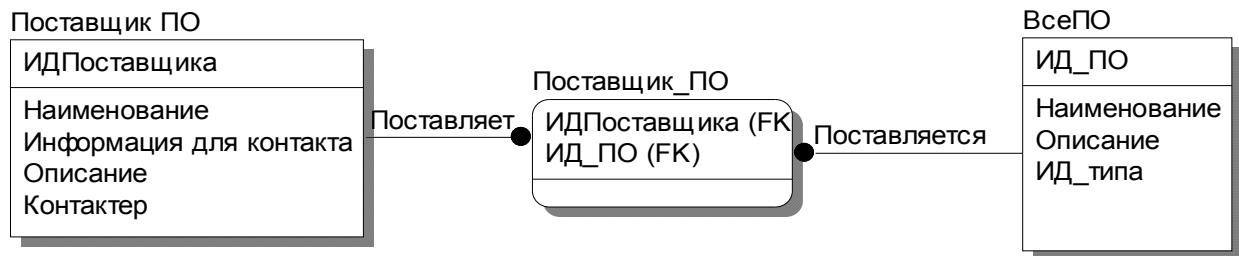 Поставщик ПО
ИДПоставщика
Наименование
Информация для контакта
Описание
Контактер
Поставляет
Поставщик_ПО
ИДПоставщика (FK
ИД_ПО (FK)
Поставляется
ВсеПО
ИД_ПО
Наименование
Описание
ИД_типа